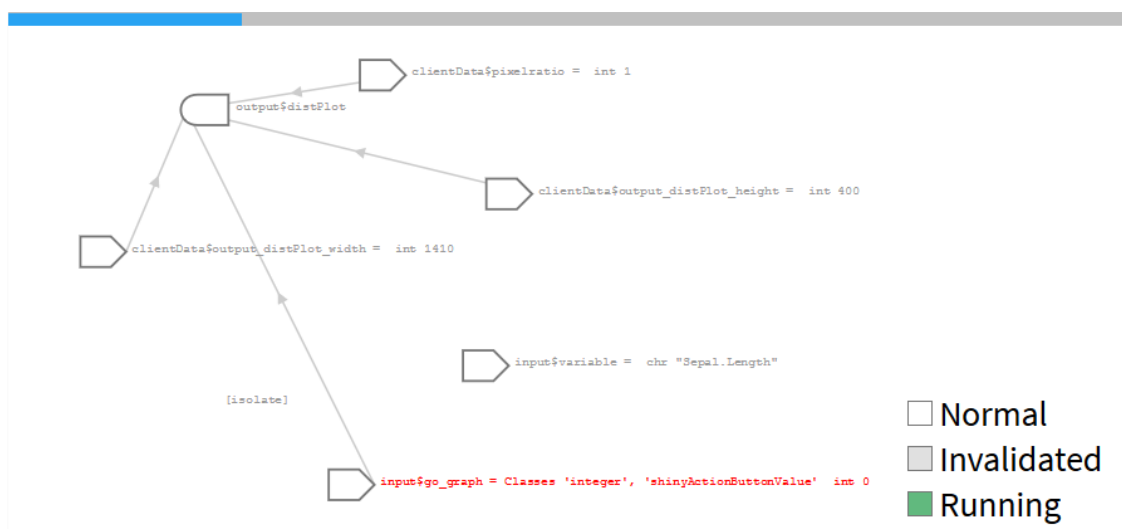 clientData$pixelratio =  int 1
output$distPlot
clientData$output_distPlot_height =  int 400
clientData$output_distPlot_width =  int 1410
input$variable =  chr "Sepal.Length"
[isolate]
input$go_graph = Classes 'integer', 'shinyActionButtonValue'  int 0
Normal
Invalidated
Running